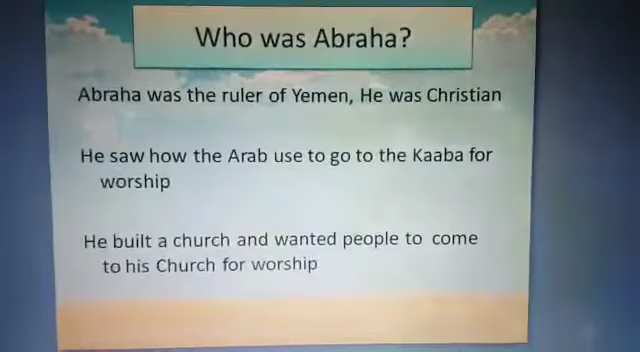 Who was Abraha?
Abraha was the ruler of Yemen, He was Christian
He saw how the Arab use to go to the Kaaba for
worship
He built a church and wanted people to come
to his Church for worship